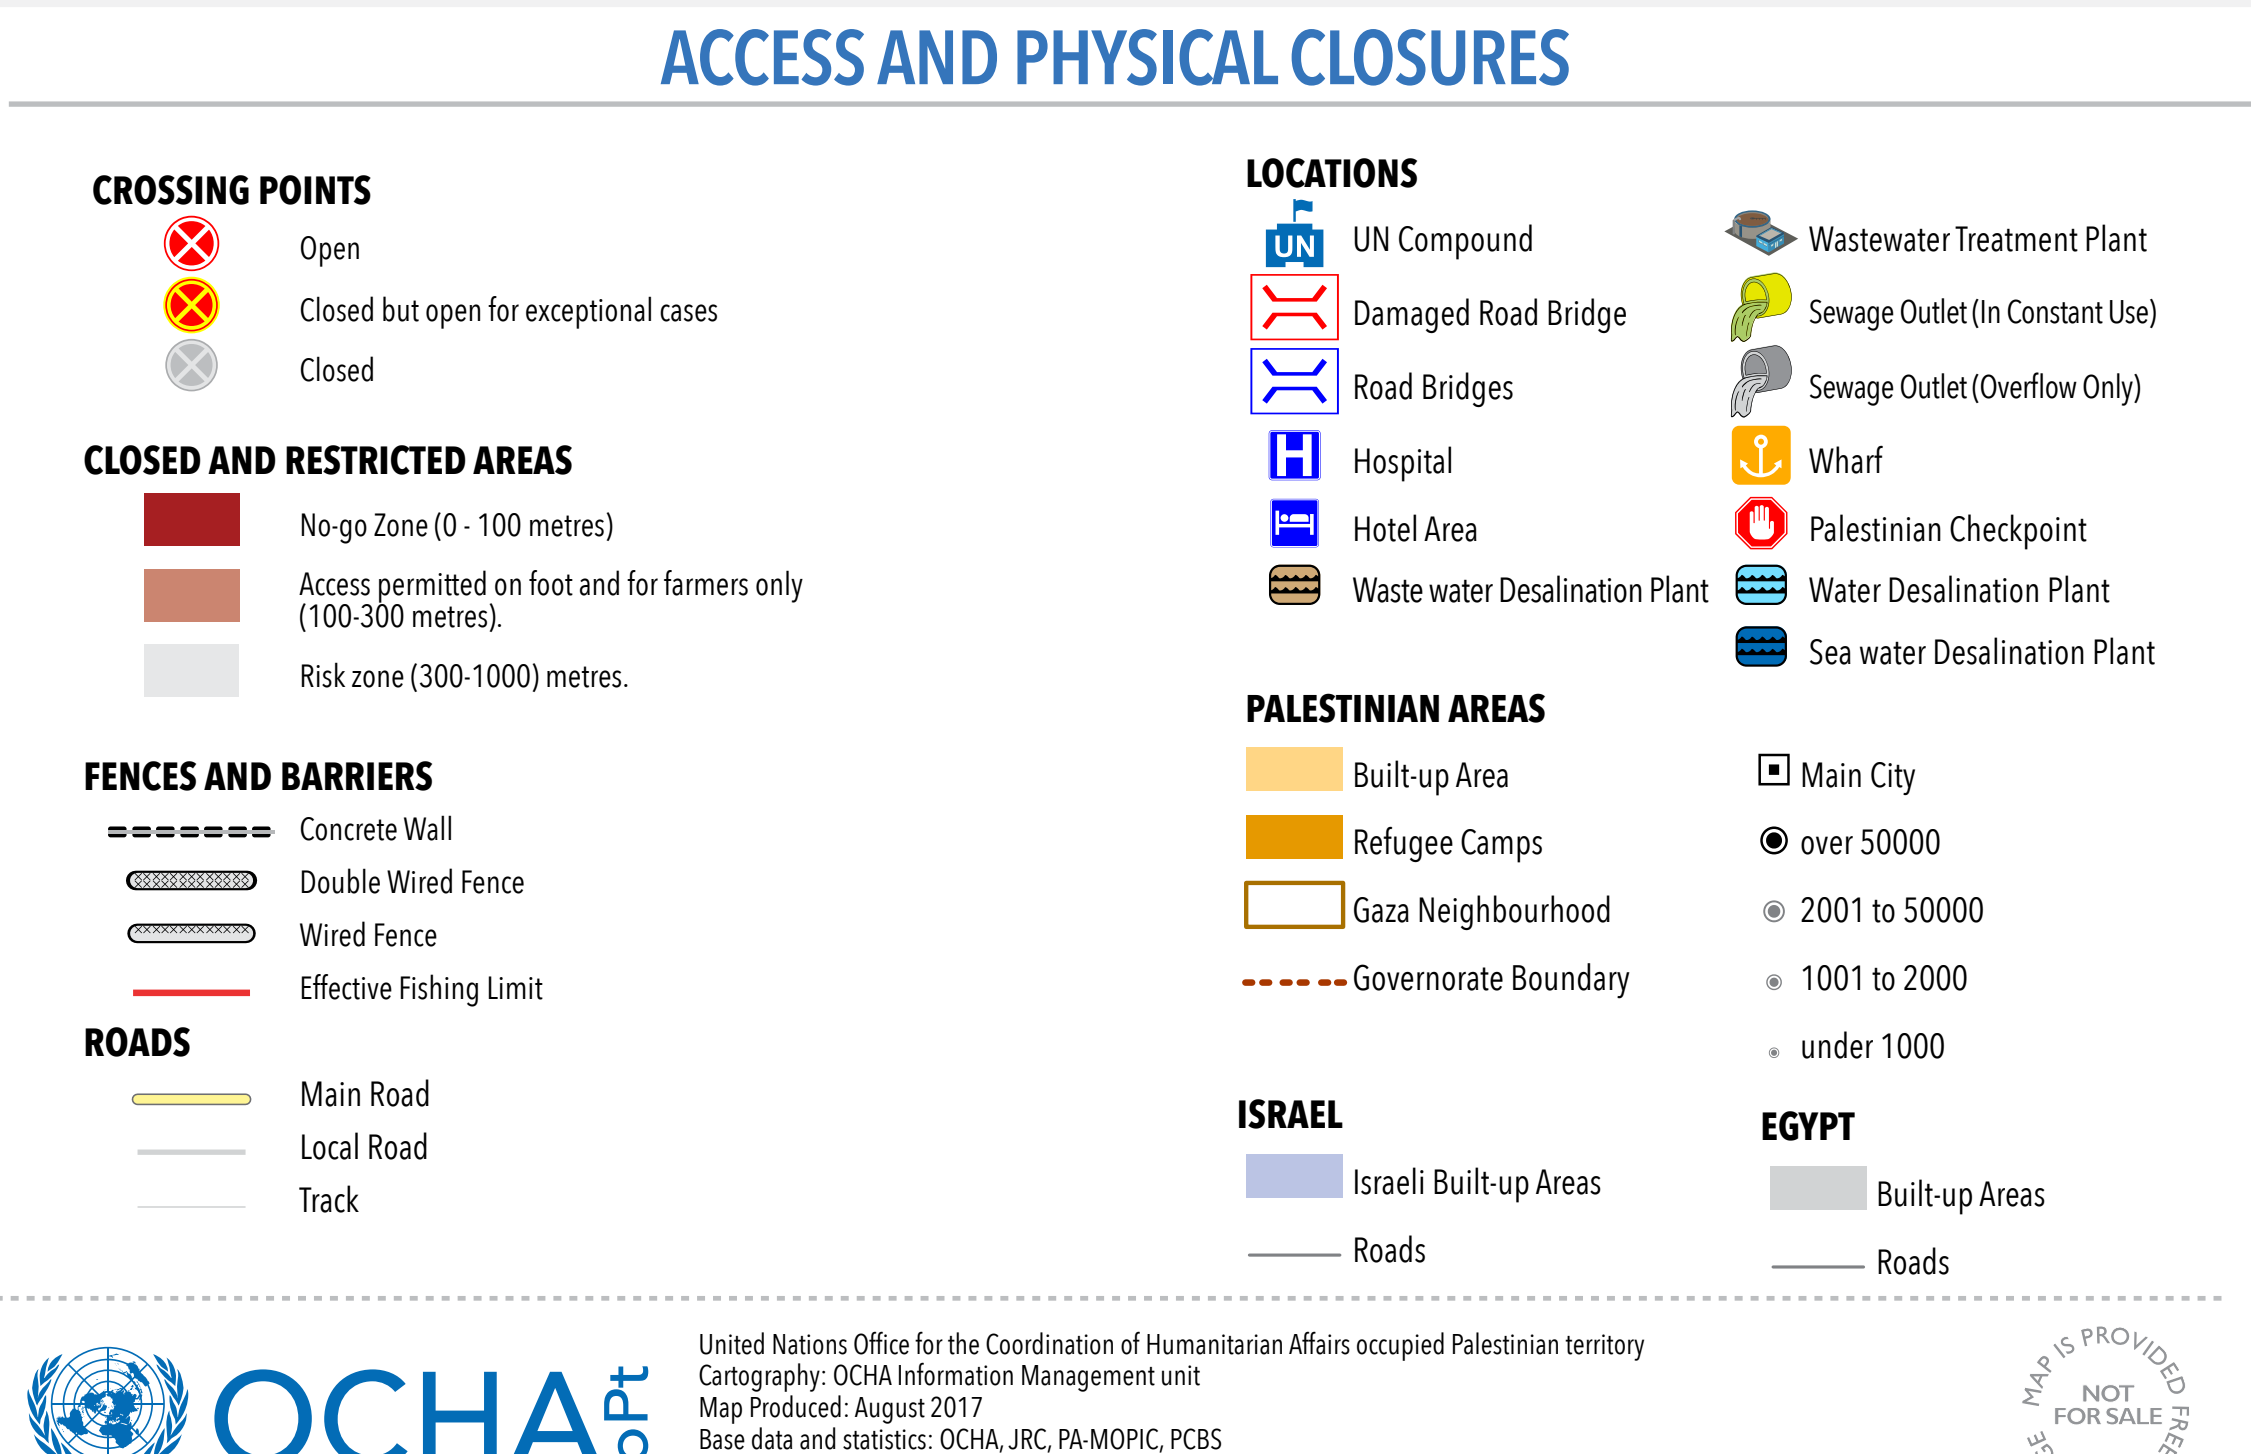 ACCESS AND PHYSICAL CLOSURES
CROSSING POINTS
Open
Closed but open for exceptional cases
Closed
CLOSED AND RESTRICTED AREAS
No-go Zone (0 - 100 metres)
Access permitted on foot and for farmers only
(100-300 metres).
Risk zone (300-1000) metres.
FENCES AND BARRIERS
Concrete Wall
Double Wired Fence
Wired Fence
Effective Fishing Limit
ROADS
Main Road
Local Road
Track
LOCATIONS
UN
UN Compound
Damaged Road Bridge
Road Bridges
H
Hospital
Hotel Area
Waste water Desalination Plant
Wastewater Treatment Plant
Sewage Outlet (In Constant Use)
Sewage Outlet (Overflow Only)
Wharf
Palestinian Checkpoint
Water Desalination Plant
Sea water Desalination Plant
PALESTINIAN AREAS
Built-up Area
Refugee Camps
Gaza Neighbourhood
Governorate Boundary
Main City
over 50000
2001 to 50000
1001 to 2000
under 1000
ISRAEL
Israeli Built-up Areas
Roads
EGYPT
Built-up Areas
Roads
OCHA
oPt
United Nations Office for the Coordination of Humanitarian Affairs occupied Palestinian territory
Cartography: OCHA Information Management unit
Map Produced: August 2017
Base data and statistics: OCHA, JRC, PA-MOPIC, PCBS
MAP IS PROVIDED FREE
NOT
FOR SALE